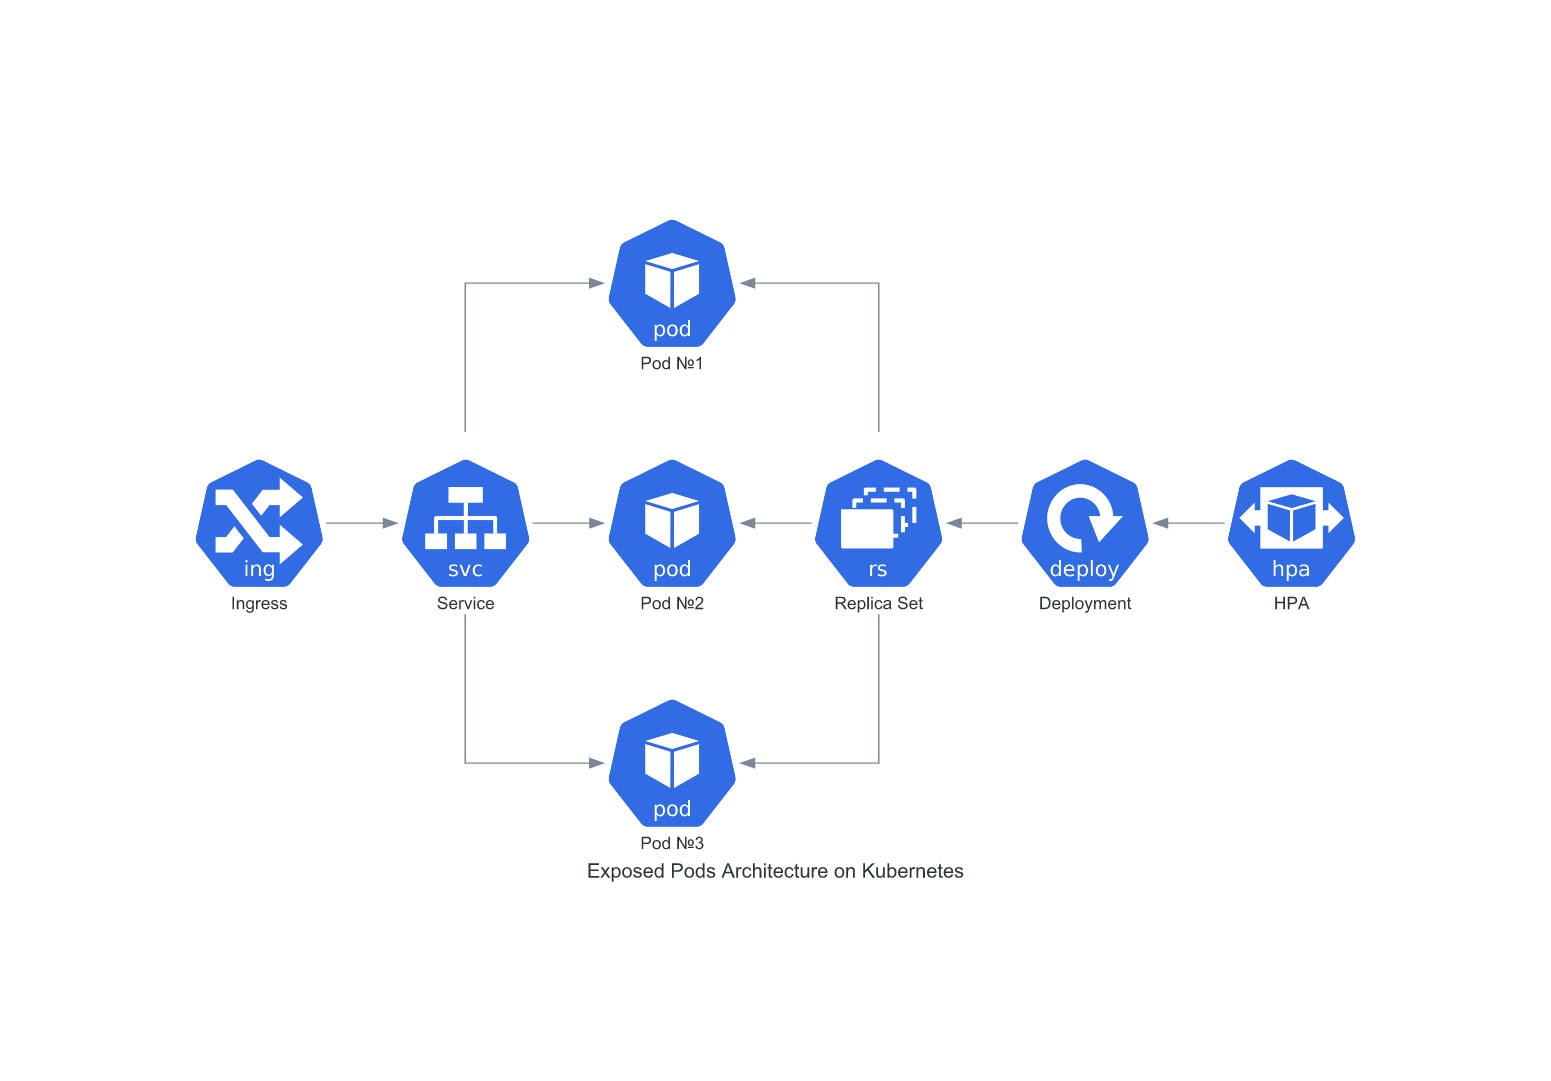 pod
Pod №1
ing
Ingress
svc
Service
pod
Pod №2
rs
Replica Set
deploy
Deployment
hpa
HPA
pod
Pod №3
Exposed Pods Architecture on Kubernetes